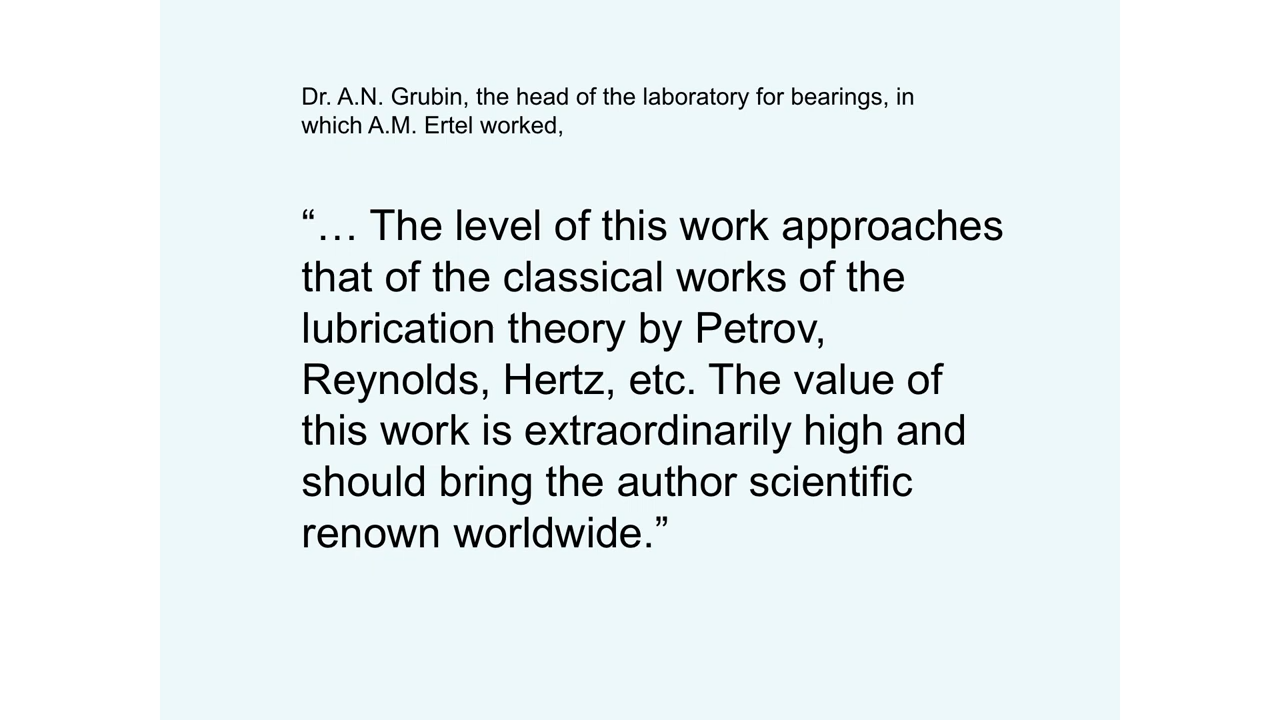 Dr. A.N. Grubin, the head of the laboratory for bearings, in
which A.M. Ertel worked,
“… The level of this work approaches
that of the classical works of the
lubrication theory by Petrov,
Reynolds, Hertz, etc. The value of
this work is extraordinarily high and
should bring the author scientific
renown worldwide.”